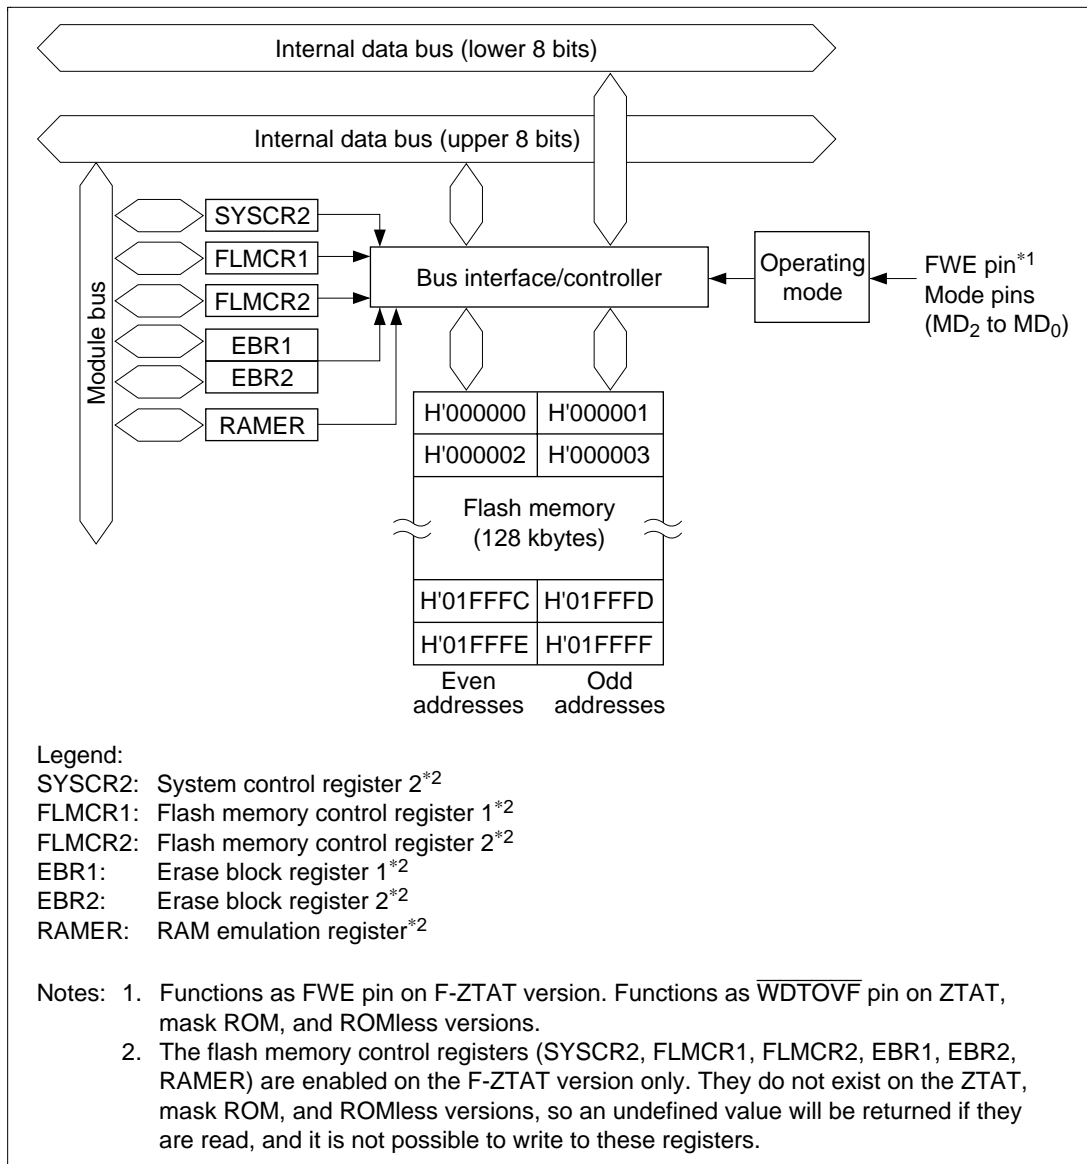 Internal data bus (lower 8 bits)
Internal data bus (upper 8 bits)
Module bus
SYSCR2
FLMCR1
FLMCR2
EBR1
EBR2
RAMER
Bus interface/controller
Operating
mode
FWE pin*1
Mode pins
(MD2 to MD0)
H'000000 H'000001
H'000002 H'000003
Flash memory
(128 kbytes)
H'01FFFC H'01FFFD
H'01FFFE H'01FFFF
Even Odd
addresses addresses
Legend:
SYSCR2: System control register 2*2
FLMCR1: Flash memory control register 1*2
FLMCR2: Flash memory control register 2*2
EBR1: Erase block register 1*2
EBR2: Erase block register 2*2
RAMER: RAM emulation register*2
Notes: 1. Functions as FWE pin on F-ZTAT version. Functions as WDTOVF pin on ZTAT,
mask ROM, and ROMless versions.
2. The flash memory control registers (SYSCR2, FLMCR1, FLMCR2, EBR1, EBR2,
RAMER) are enabled on the F-ZTAT version only. They do not exist on the ZTAT,
mask ROM, and ROMless versions, so an undefined value will be returned if they
are read, and it is not possible to write to these registers.